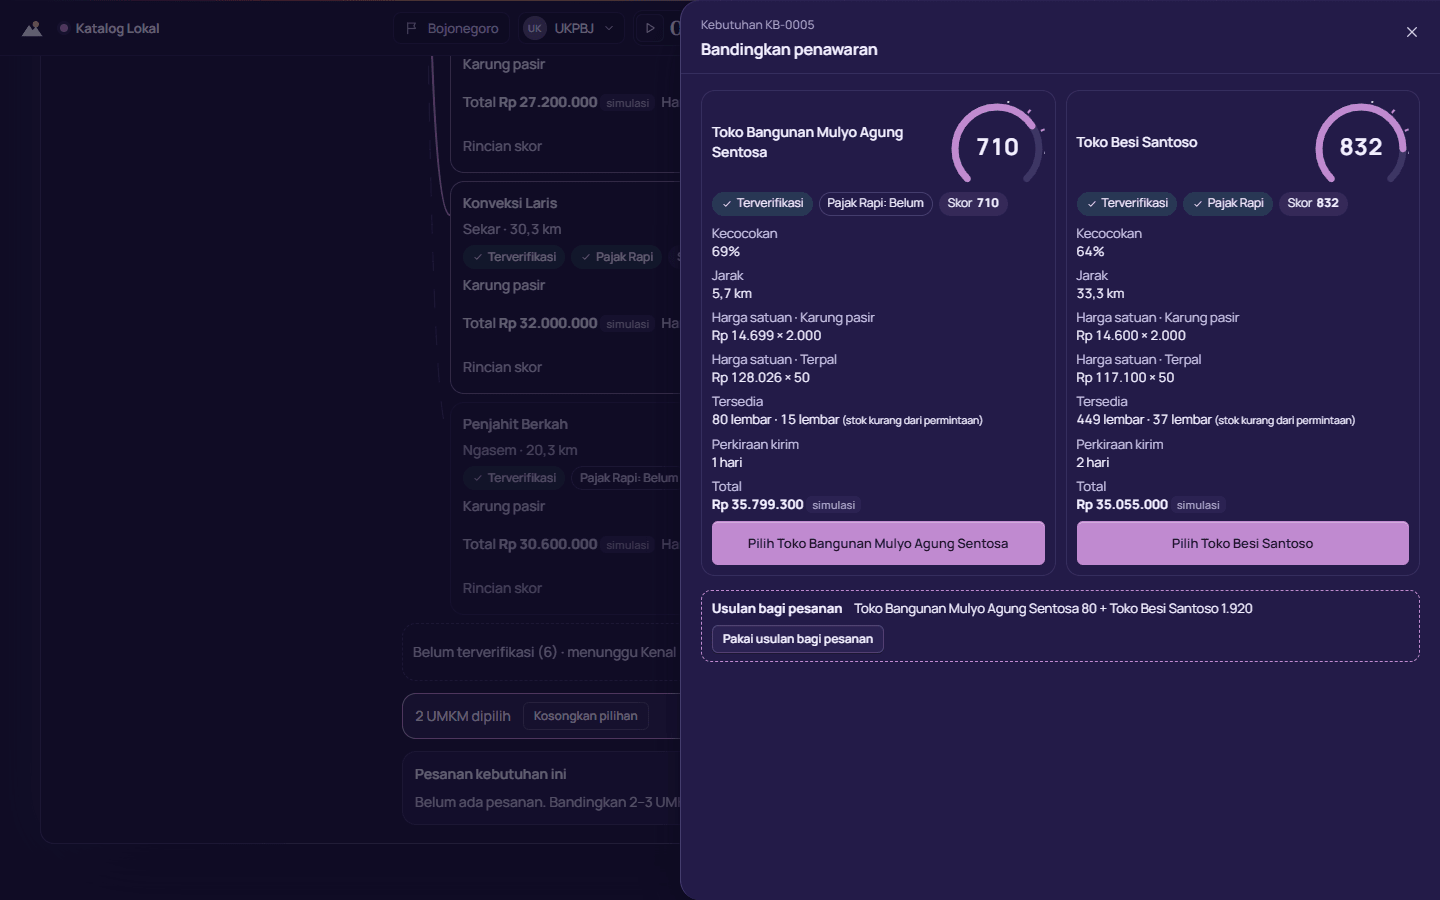 Katalog Lokal
Bojonegoro
UK UKPBJ
Karung pasir
Total Rp 27.200.000 simulasi
Rincian skor
Konveksi Laris
Sekar · 30,3 km
Terverifikasi Pajak Rapi
Karung pasir
Total Rp 32.000.000 simulasi
Rincian skor
Penjahit Berkah
Ngasem · 20,3 km
Terverifikasi Pajak Rapi: Belum
Karung pasir
Total Rp 30.600.000 simulasi
Rincian skor
Belum terverifikasi (6) · menunggu Kenal
2 UMKM dipilih Kosongkan pilihan
Pesanan kebutuhan ini
Belum ada pesanan. Bandingkan 2–3
Kebutuhan KB-0005
Bandingkan penawaran
Toko Bangunan Mulyo Agung
Sentosa
710
Terverifikasi Pajak Rapi: Belum Skor 710
Kecocokan
69%
Jarak
5,7 km
Harga satuan · Karung pasir
Rp 14.699 × 2.000
Harga satuan · Terpal
Rp 128.026 × 50
Tersedia
80 lembar · 15 lembar (stok kurang dari permintaan)
Perkiraan kirim
1 hari
Total
Rp 35.799.300 simulasi
Pilih Toko Bangunan Mulyo Agung Sentosa
Toko Besi Santoso
832
Terverifikasi Pajak Rapi Skor 832
Kecocokan
64%
Jarak
33,3 km
Harga satuan · Karung pasir
Rp 14.600 × 2.000
Harga satuan · Terpal
Rp 117.100 × 50
Tersedia
449 lembar · 37 lembar (stok kurang dari permintaan)
Perkiraan kirim
2 hari
Total
Rp 35.055.000 simulasi
Pilih Toko Besi Santoso
Usulan bagi pesanan Toko Bangunan Mulyo Agung Sentosa 80 + Toko Besi Santoso 1.920
Pakai usulan bagi pesanan